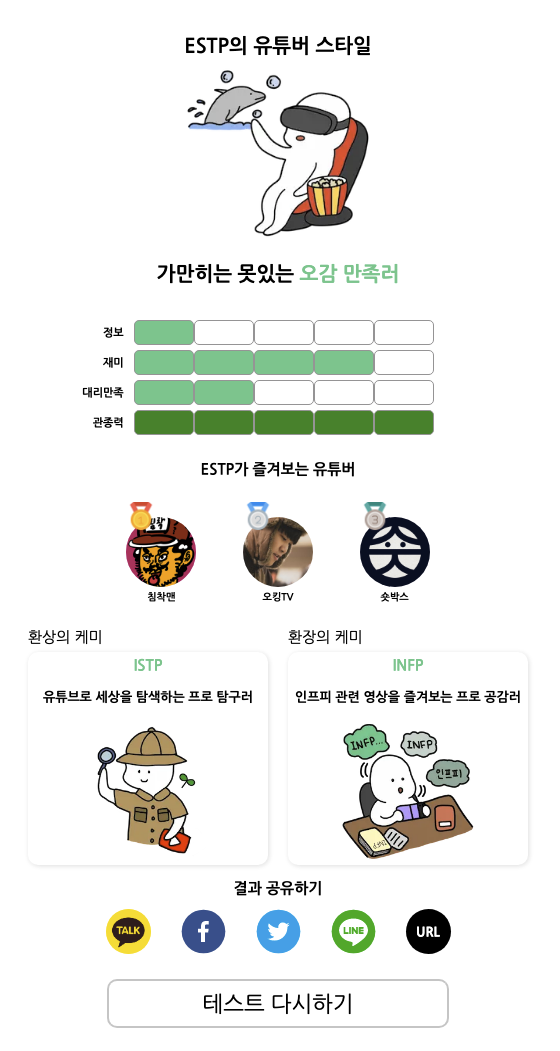 ESTP의 유튜버 스타일
가만히는 못있는 오감 만족러
정보
재미
대리만족
관종력
ESTP가 즐겨보는 유튜버
1
2
3
침착
침착맨
오킹TV
숏박스
환상의 케미
환장의 케미
ISTP
유튜브로 세상을 탐색하는 프로 탐구러
INFP
인프피 관련 영상을 즐겨보는 프로 공감러
INFP...
INFP
인프피
INFP
결과 공유하기
TALK
f
LINE
URL
테스트 다시하기